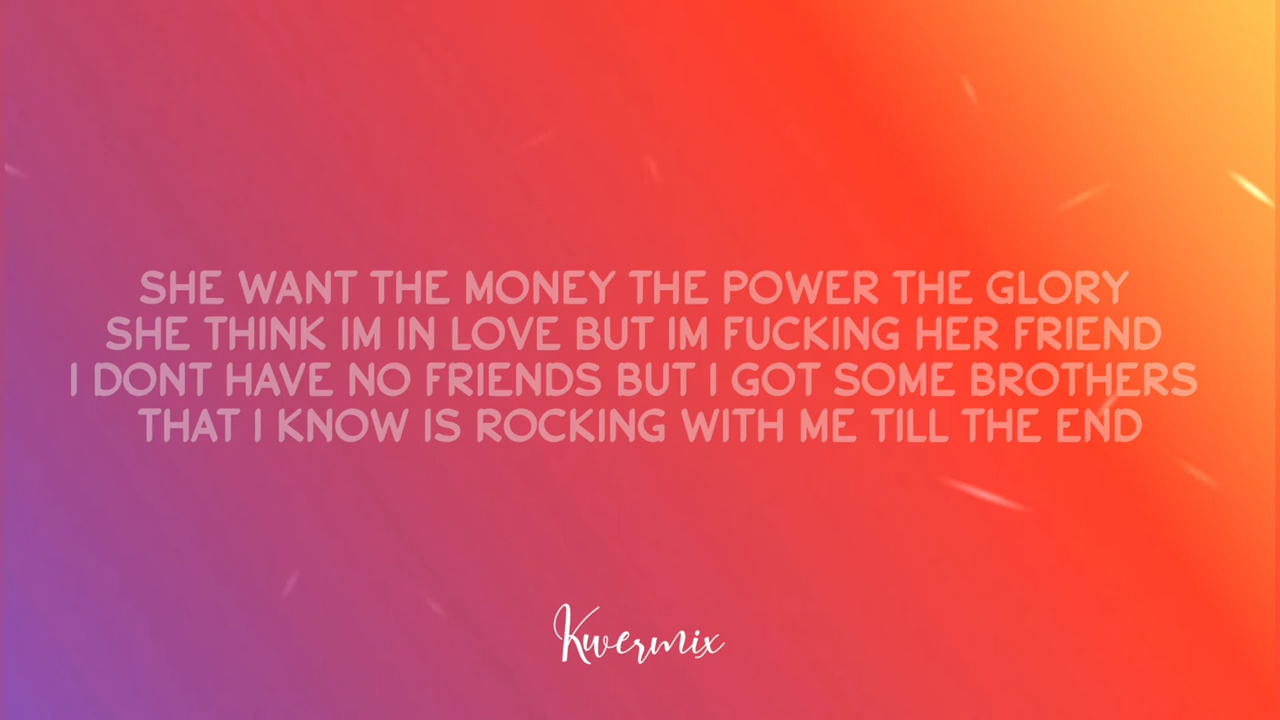 SHE WANT THE MONEY THE POWER THE GLORY
SHE THINK IM IN LOVE BUT IM FUCKING HER FRIEND
I DONT HAVE NO FRIENDS BUT I GOT SOME BROTHERS
THAT I KNOW IS ROCKING WITH ME TILL THE END
Kwermix